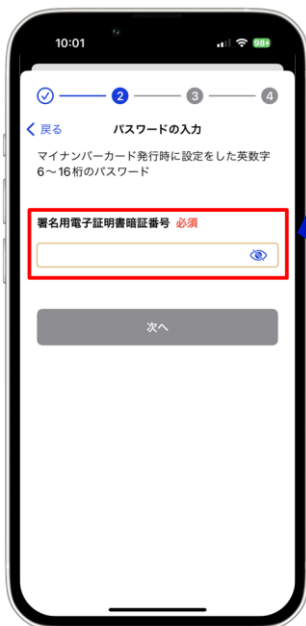 10:01
98+
2 3 4
戻る パスワードの入力
マイナンバーカード発行時に設定をした英数字
6〜16桁のパスワード
署名用電子証明書暗証番号 必須
次へ